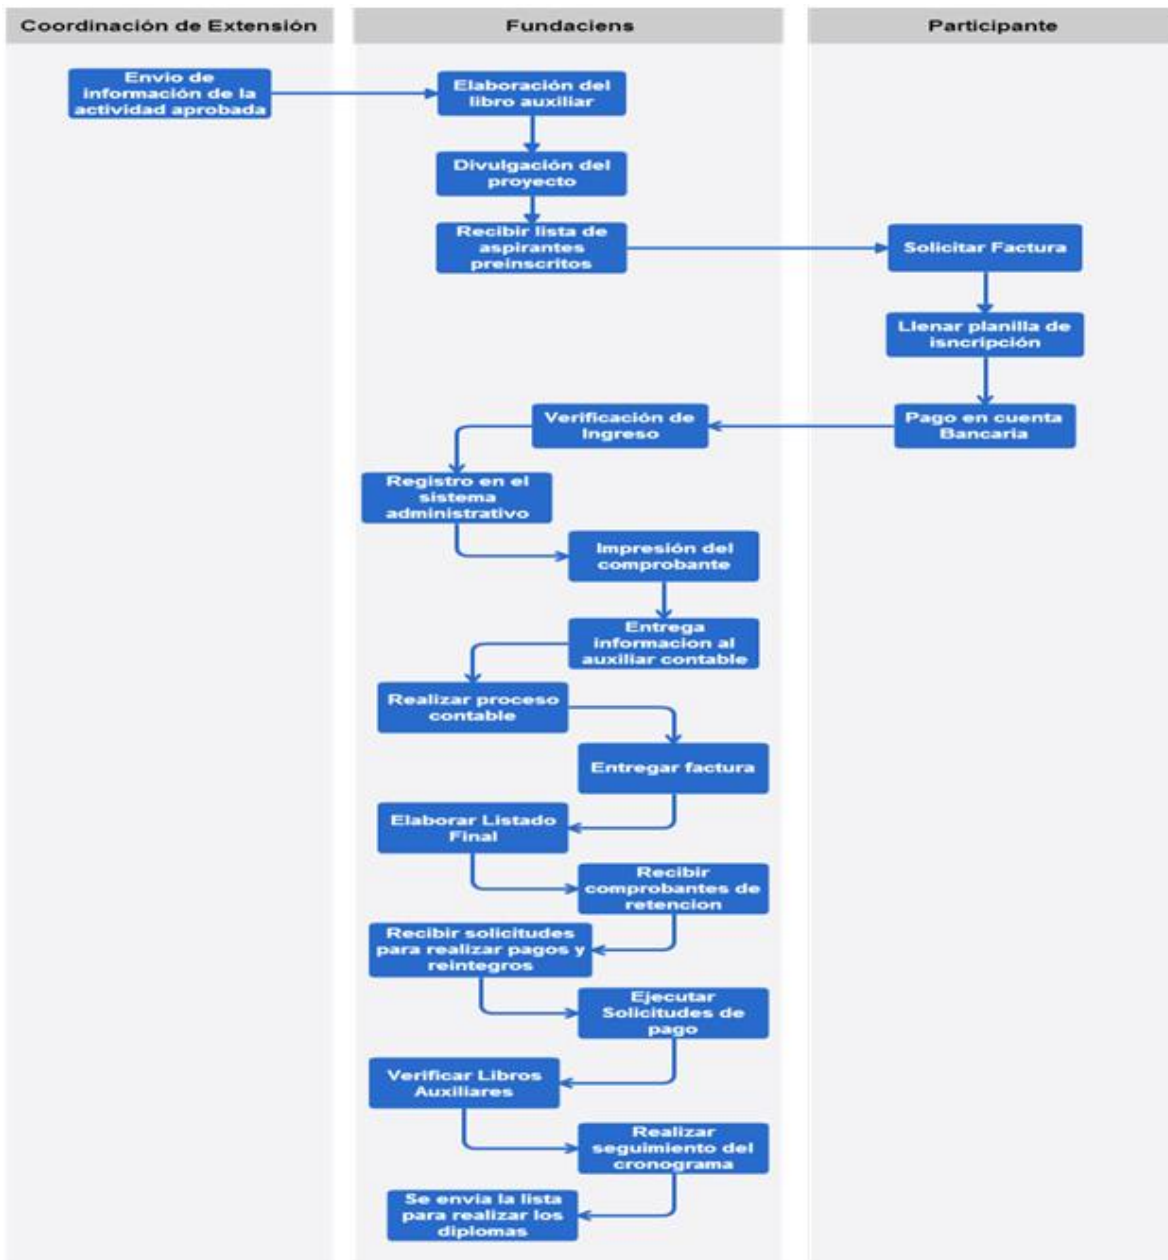 Coordinación de Extensión
Fundaciens
Participante
Envio de
información de la
actividad aprobada
Elaboración del
libro auxiliar
Divulgación del
proyecto
Recibir lista de
aspirantes
preinscritos
Solicitar Factura
Llenar planilla de
isncripción
Pago en cuenta
Bancaria
Verificación de
Ingreso
Registro en el
sistema
administrativo
Impresión del
comprobante
Entrega
informacion al
auxiliar contable
Realizar proceso
contable
Entregar factura
Elaborar Listado
Final
Recibir
comprobantes de
retencion
Recibir solicitudes
para realizar pagos y
reintegros
Ejecutar
Solicitudes de
pago
Verificar Libros
Auxiliares
Realizar
seguimiento del
cronograma
Se envia la lista
para realizar los
diplomas